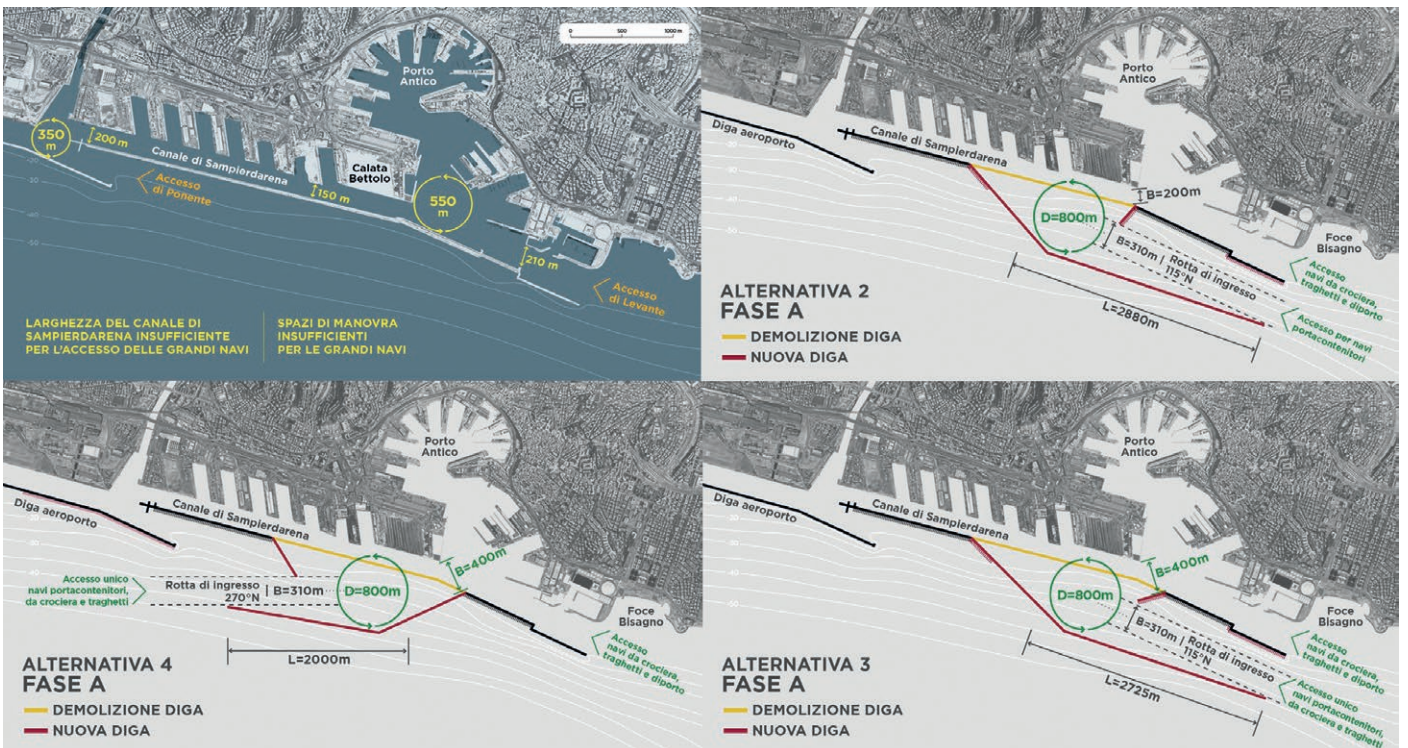 0
500
1000 m
Porto
Antico
350
m
200 m
Canale di Sampierdarena
Calata
Bettolo
-20
-30
-40
-50
Accesso
di Ponente
150 m
550
m
210 m
Accesso
di Levante
LARGHEZZA DEL CANALE DI
SAMPIERDARENA INSUFFICIENTE
PER L'ACCESSO DELLE GRANDI NAVI
SPAZI DI MANOVRA
INSUFFICIENTI
PER LE GRANDI NAVI
Porto
Antico
Diga aeroporto
Canale di Sampierdarena
B=200m
D=800m
B=310m | Rotta di ingresso
115°N
Foce
Bisagno
Accesso
navi da crociera,
traghetti e diporto
L=2880m
Accesso per navi
portacontenitori
ALTERNATIVA 2
FASE A
DEMOLIZIONE DIGA
NUOVA DIGA
Porto
Antico
Diga aeroporto
Canale di Sampierdarena
B=400m
Accesso unico
navi portacontenitori,
da crociera e traghetti
Rotta di ingresso
270°N | B=310m
D=800m
Foce
Bisagno
Accesso
navi da crociera,
traghetti e diporto
L=2000m
ALTERNATIVA 4
FASE A
DEMOLIZIONE DIGA
NUOVA DIGA
Porto
Antico
Diga aeroporto
Canale di Sampierdarena
B=400m
D=800m
B=310m | Rotta di ingresso
115°N
Foce
Bisagno
Accesso
navi da crociera,
traghetti e diporto
L=2725m
Accesso unico
navi portacontenitori,
da crociera e traghetti
ALTERNATIVA 3
FASE A
DEMOLIZIONE DIGA
NUOVA DIGA